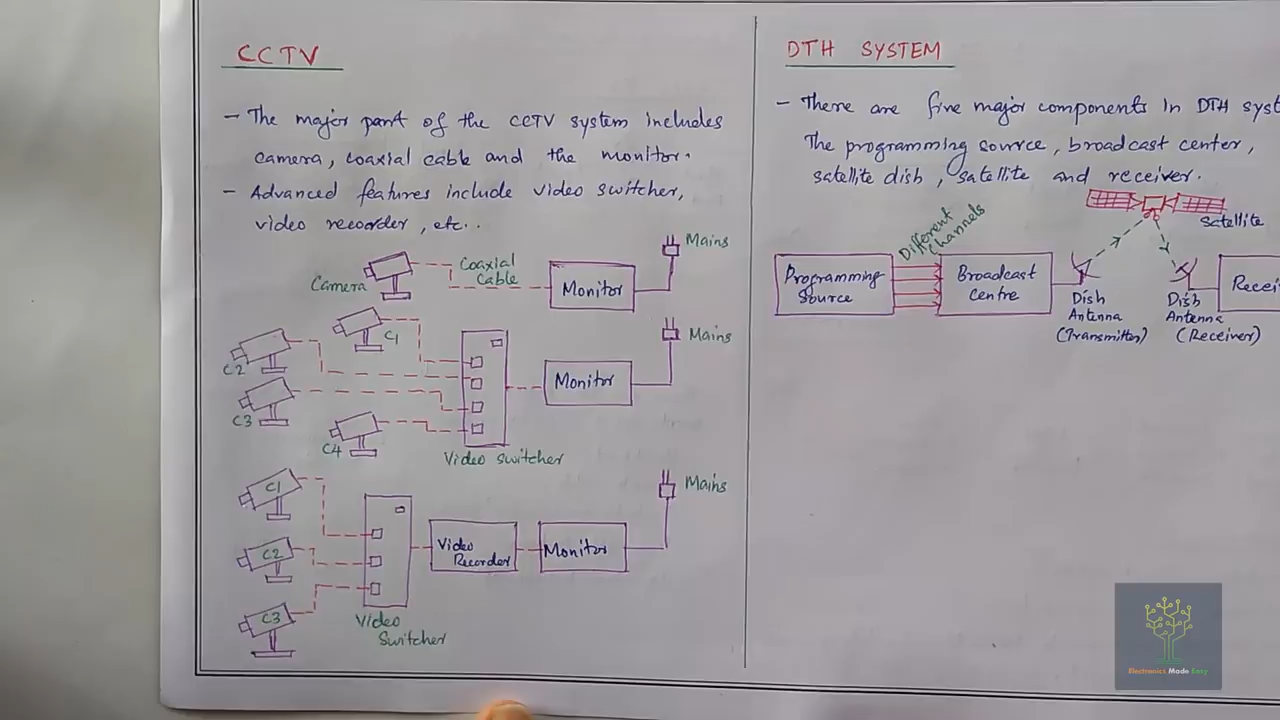 CCTV
- The major part of the CCTV system includes
camera, coaxial cable and the monitor.
- Advanced features include video switcher,
video recorder, etc..
Camera
Coaxial
Cable
Monitor
Mains
C1
C2
C3
C4
Video switcher
Monitor
Mains
C1
C2
C3
Video
Switcher
Video
Recorder
Monitor
Mains
DTH SYSTEM
- There are five major components in DTH syst
The programming source, broadcast center,
satellite dish, satellite and receiver.
Satellite
Different
Channels
Programming
Source
Broadcast
Centre
Dish
Antenna
(Transmitter)
Dish
Antenna
(Receiver)
Recei
Electronics Made Easy